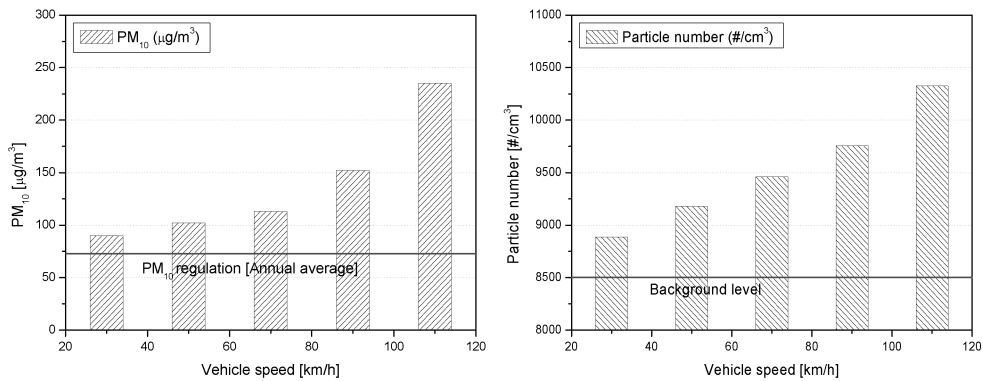 PM10 (μg/m³)
300
250
200
150
100
50
0
PM10 [μg/m³]
PM10 regulation [Annual average]
20 40 60 80 100 120
Vehicle speed [km/h]
Particle number (#/cm³)
11000
10500
10000
9500
9000
8500
8000
Particle number [#/cm³]
Background level
20 40 60 80 100 120
Vehicle speed [km/h]